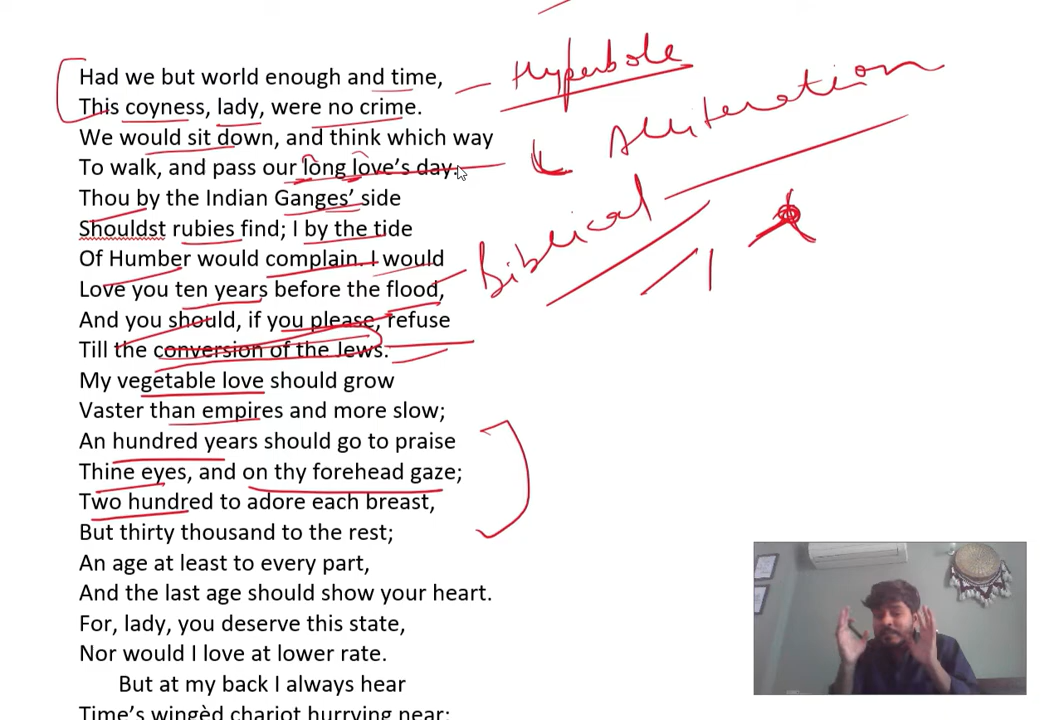 Had we but world enough and time,
Hyperbole
This coyness, lady, were no crime.
Alliteration
We would sit down, and think which way
To walk, and pass our long love's day.
Thou by the Indian Ganges' side
Shouldst rubies find; I by the tide
Biblical
Of Humber would complain. I would
Love you ten years before the flood,
And you should, if you please, refuse
Till the conversion of the Jews.
My vegetable love should grow
Vaster than empires and more slow;
An hundred years should go to praise
Thine eyes, and on thy forehead gaze;
Two hundred to adore each breast,
But thirty thousand to the rest;
An age at least to every part,
And the last age should show your heart.
For, lady, you deserve this state,
Nor would I love at lower rate.
But at my back I always hear
Time's wingèd chariot hurrying near;